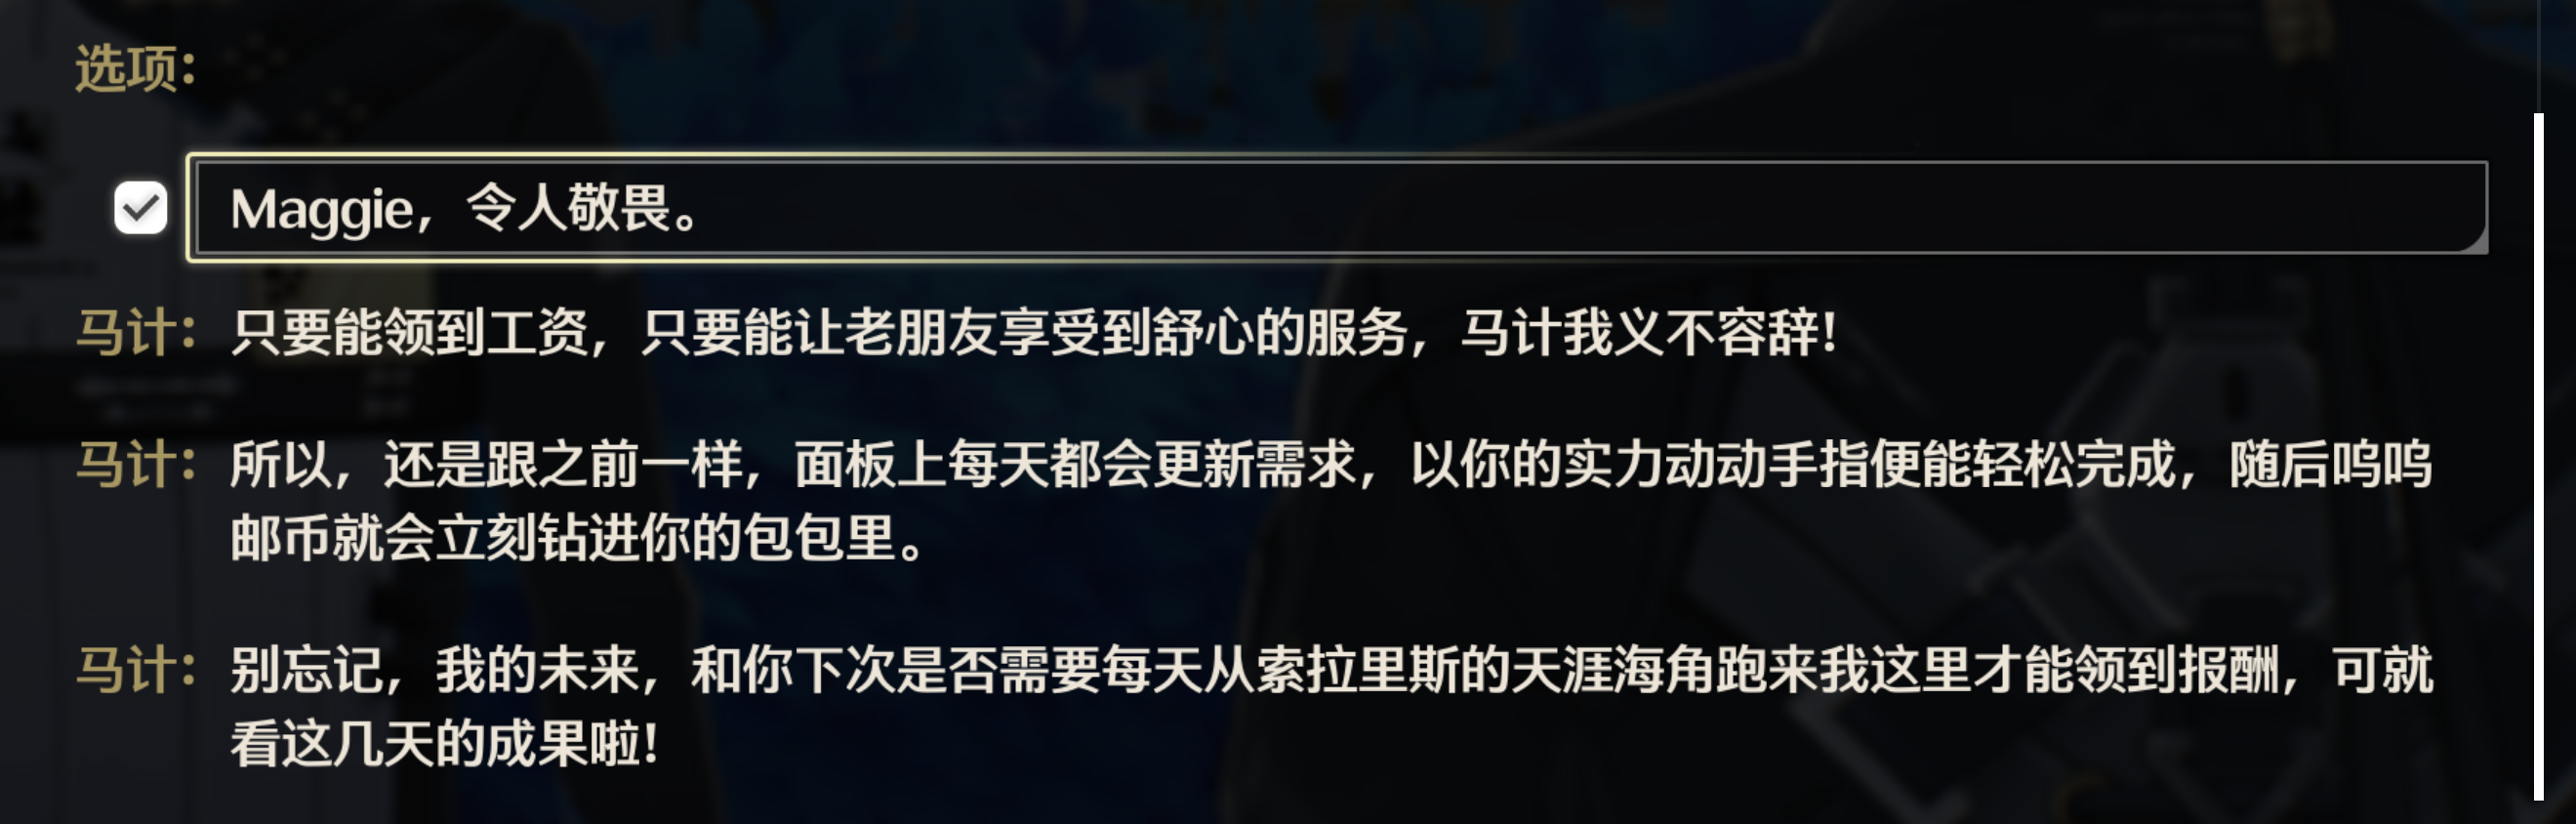 选项：
Maggie，令人敬畏。
马计：只要能领到工资，只要能让老朋友享受到舒心的服务，马计我义不容辞！
马计：所以，还是跟之前一样，面板上每天都会更新需求，以你的实力动动手指便能轻松完成，随后呜呜
邮币就会立刻钻进你的包包里。
马计：别忘记，我的未来，和你下次是否需要每天从索拉里斯的天涯海角跑来我这里才能领到报酬，可就
看这几天的成果啦！